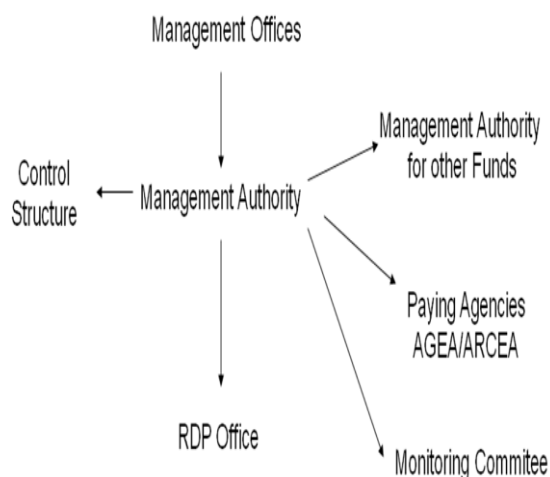 Management Offices
Management Authority
for other Funds
Control
Structure
Management Authority
Paying Agencies
AGEA/ARCEA
RDP Office
Monitoring Commitee